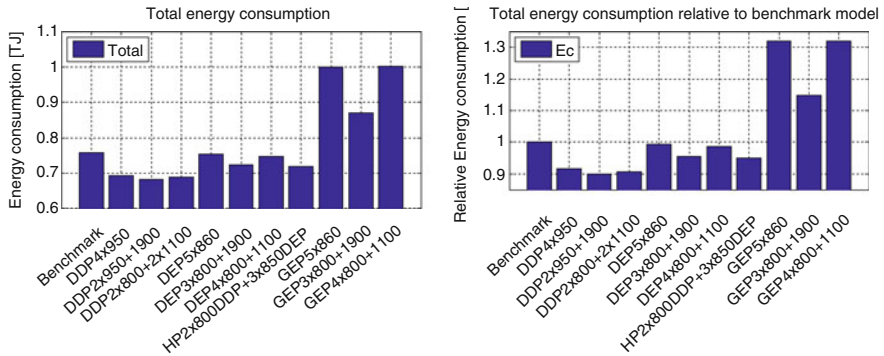 Total energy consumption
Energy consumption [TJ]
1.1
1
0.9
0.8
0.7
0.6
Total
Benchmark
DDP4x950
DDP2x950+1900
DDP2x800+2x1100
DEP5x860
DEP3x800+1900
DEP4x800+1100
HP2x800DDP+3x850DEP
GEP5x860
GEP3x800+1900
GEP4x800+1100
Total energy consumption relative to benchmark model
Relative Energy consumption [
1.3
1.2
1.1
1
0.9
Ec
Benchmark
DDP4x950
DDP2x950+1900
DDP2x800+2x1100
DEP5x860
DEP3x800+1900
DEP4x800+1100
HP2x800DDP+3x850DEP
GEP5x860
GEP3x800+1900
GEP4x800+1100